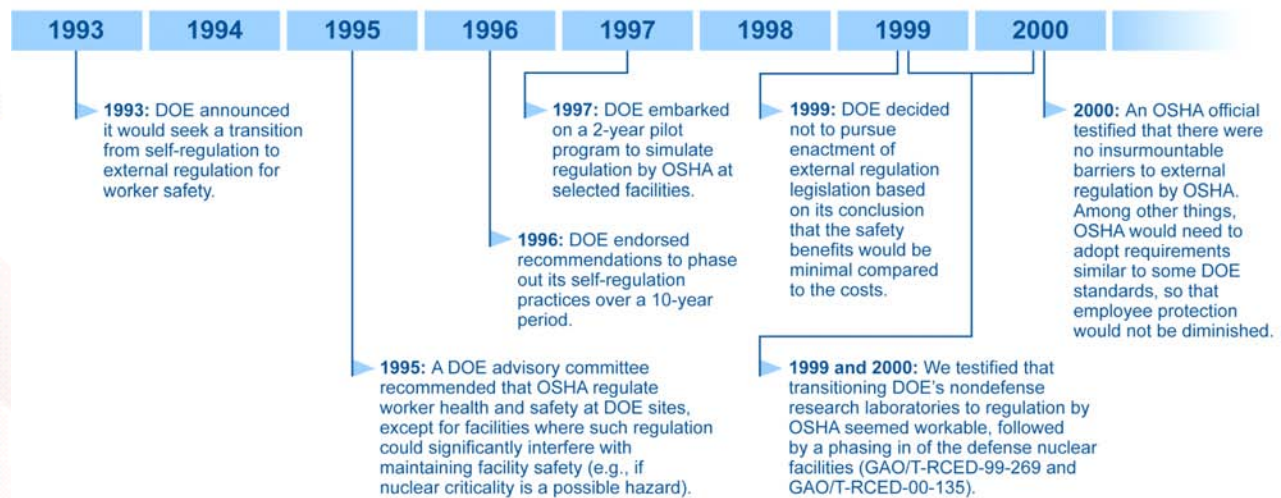 1993 1994 1995 1996 1997 1998 1999 2000
1993: DOE announced
it would seek a transition
from self-regulation to
external regulation for
worker safety.
1997: DOE embarked
on a 2-year pilot
program to simulate
regulation by OSHA at
selected facilities.
1999: DOE decided
not to pursue
enactment of
external regulation
legislation based
on its conclusion
that the safety
benefits would be
minimal compared
to the costs.
2000: An OSHA official
testified that there were
no insurmountable
barriers to external
regulation by OSHA.
Among other things,
OSHA would need to
adopt requirements
similar to some DOE
standards, so that
employee protection
would not be diminished.
1996: DOE endorsed
recommendations to phase
out its self-regulation
practices over a 10-year
period.
1995: A DOE advisory committee
recommended that OSHA regulate
worker health and safety at DOE sites,
except for facilities where such regulation
could significantly interfere with
maintaining facility safety (e.g., if
nuclear criticality is a possible hazard).
1999 and 2000: We testified that
transitioning DOE's nondefense
research laboratories to regulation by
OSHA seemed workable, followed
by a phasing in of the defense nuclear
facilities (GAO/T-RCED-99-269 and
GAO/T-RCED-00-135).